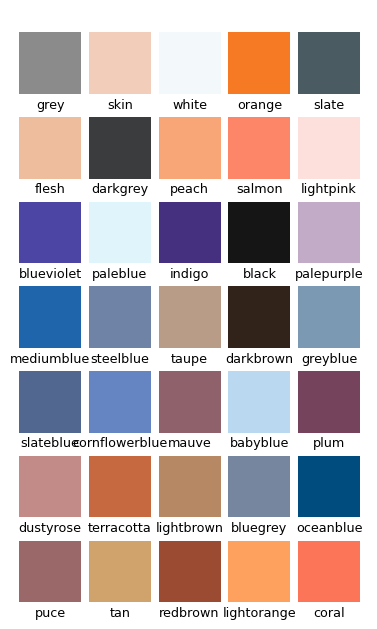 grey skin white orange slate
flesh darkgrey peach salmon lightpink
blueviolet paleblue indigo black palepurple
mediumblue steelblue taupe darkbrown greyblue
slateblue cornflowerblue mauve babyblue plum
dustyrose terracotta lightbrown bluegrey oceanblue
puce tan redbrown lightorange coral